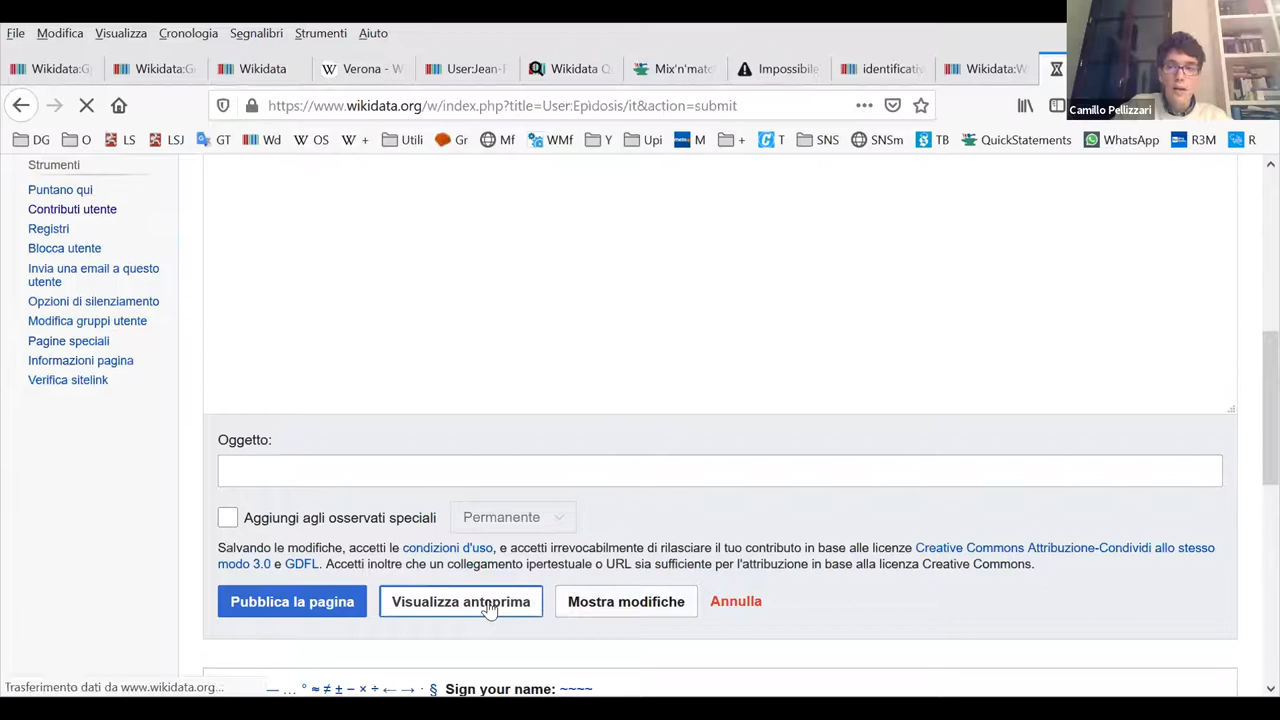 File Modifica Visualizza Cronologia Segnalibri Strumenti Aiuto
Wikidata:G Wikidata:G Wikidata Verona - W User:Jean-F Wikidata Q Mix'n'mat Impossibile identificativ Wikidata:W
https://www.wikidata.org/w/index.php?title=User:Epìdosis/it&action=submit
Camillo Pellizzari
DG O LS LSJ GT Wd OS + Utili G Mf WMf Y Upi M + T SNS SNSm TB QuickStatements WhatsApp R3M R
Strumenti
Puntano qui
Contributi utente
Registri
Blocca utente
Invia una email a questo
utente
Opzioni di silenziamento
Modifica gruppi utente
Pagine speciali
Informazioni pagina
Verifica sitelink
Oggetto:
Aggiungi agli osservati speciali Permanente
Salvando le modifiche, accetti le condizioni d'uso, e accetti irrevocabilmente di rilasciare il tuo contributo in base alle licenze Creative Commons Attribuzione-Condividi allo stesso
modo 3.0 e GDFL. Accetti inoltre che un collegamento ipertestuale o URL sia sufficiente per l'attribuzione in base alla licenza Creative Commons.
Pubblica la pagina Visualizza anteprima Mostra modifiche Annulla
Trasferimento dati da www.wikidata.org...
— … ° ≈ ≠ ± − × ÷ ← → · § Sign your name: ~~~~